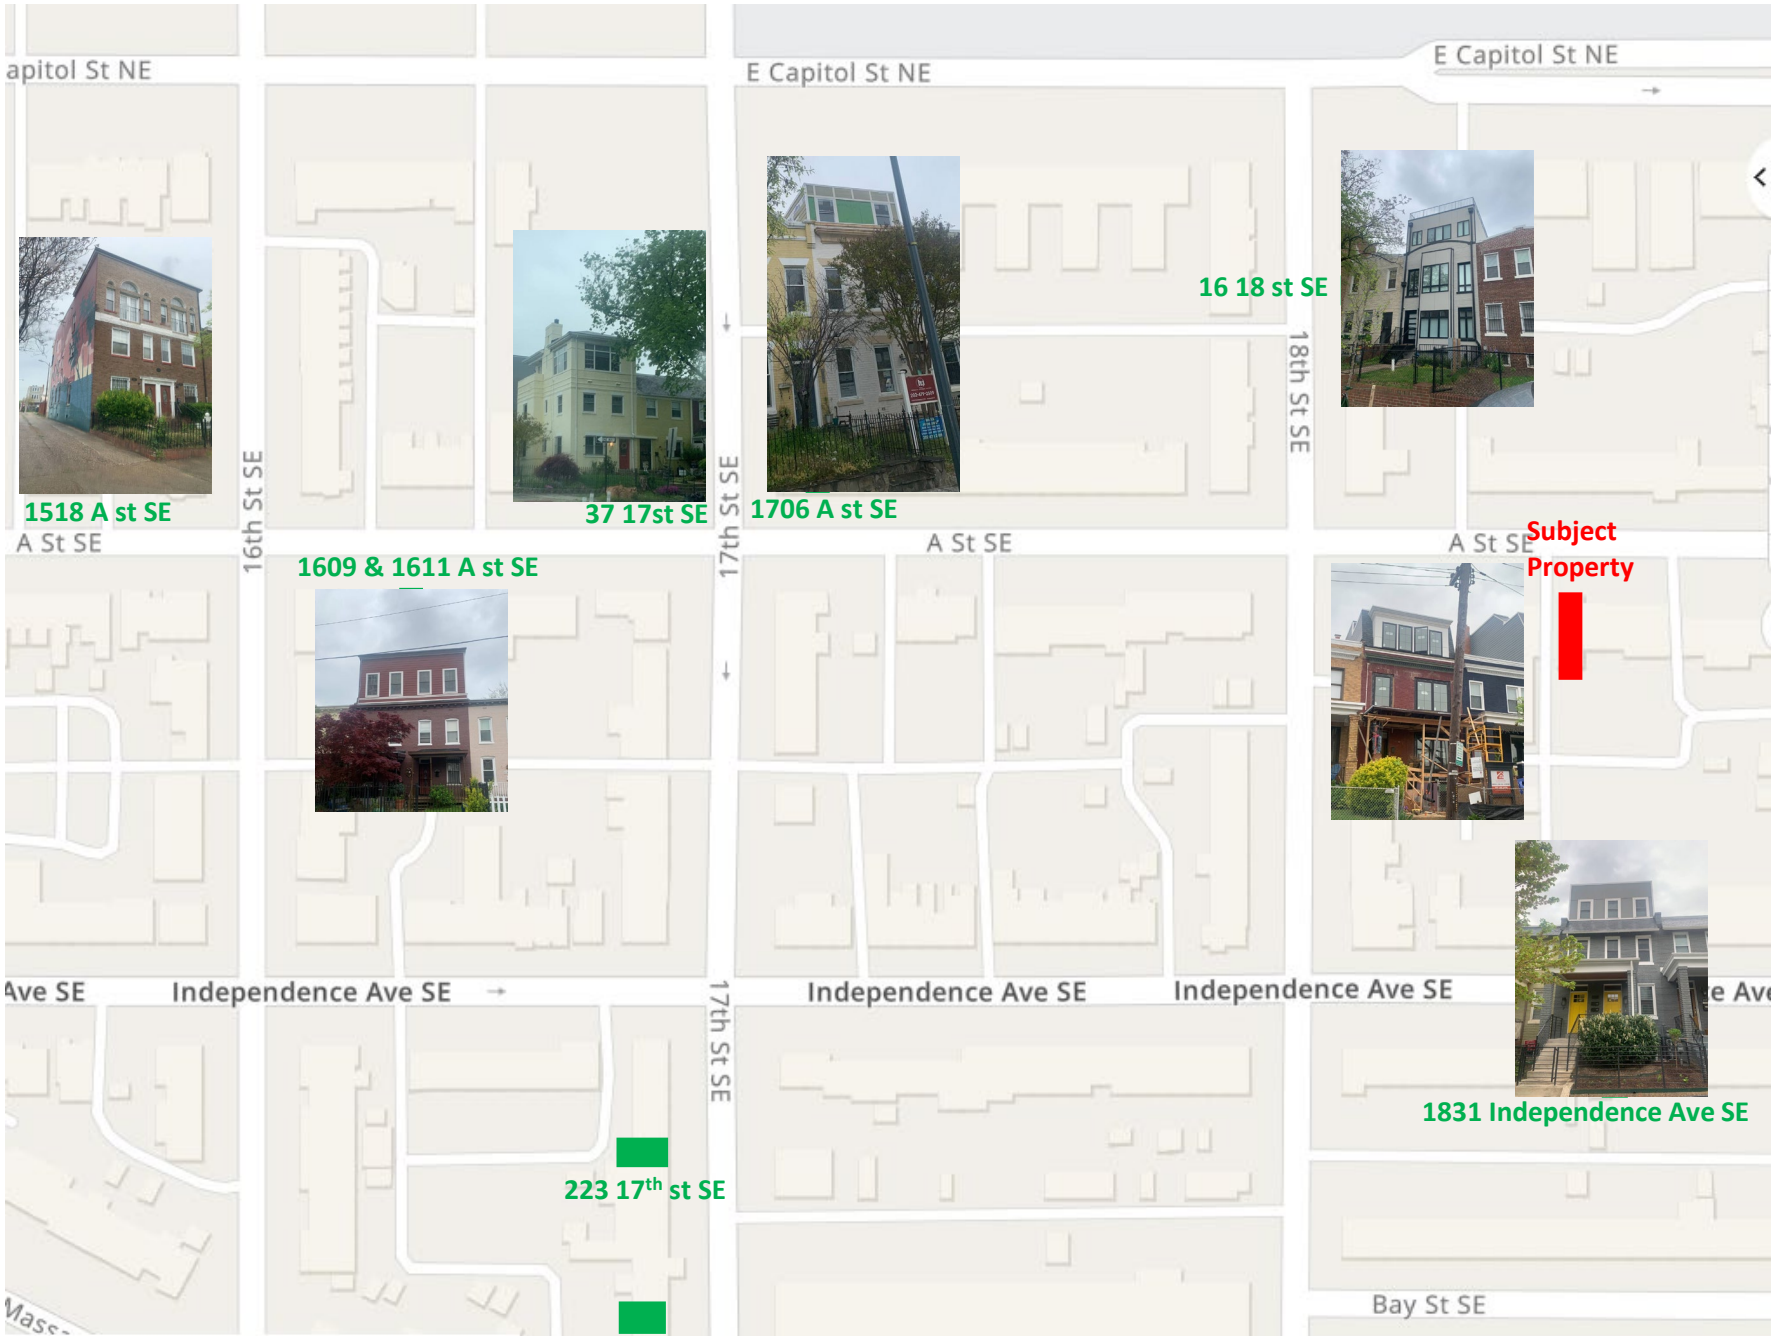 apitol St NE
E Capitol St NE
E Capitol St NE
→
16 18 st SE
18th St SE
1518 A st SE
16th St SE
37 17st SE
17th St SE
1706 A st SE
A St SE
A St SE
A St SE
Subject
Property
1609 & 1611 A st SE
Ave SE
Independence Ave SE →
17th St SE
Independence Ave SE
Independence Ave SE
e Ave
1831 Independence Ave SE
223 17th st SE
Bay St SE
Mass